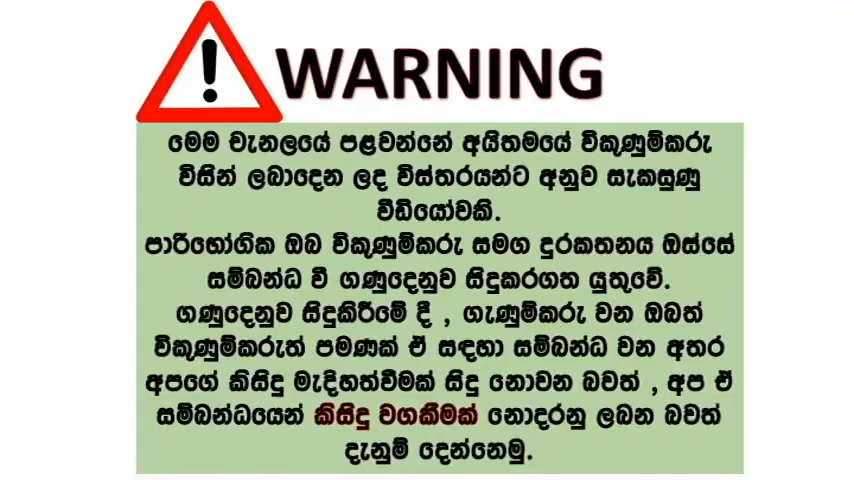 WARNING
මෙම චැනලයේ පළවන්නේ අයිතමයේ විකුණුම්කරු
විසින් ලබාදෙන ලද විස්තරයන්ට අනුව සැකසුණු
වීඩියෝවකි.
පාරිභෝගික ඔබ විකුණුම්කරු සමග දුරකතනය ඔස්සේ
සම්බන්ධ වී ගණුදෙනුව සිදුකරගත යුතුවේ.
ගණුදෙනුව සිදුකිරීමේ දී , ගැණුම්කරු වන ඔබත්
විකුණුම්කරුත් පමණක් ඒ සඳහා සම්බන්ධ වන අතර
අපගේ කිසිදු මැදිහත්වීමක් සිදු නොවන බවත් , අප ඒ
සම්බන්ධයෙන් කිසිදු වගකීමක් නොදරනු ලබන බවත්
දැනුම් දෙන්නෙමු.